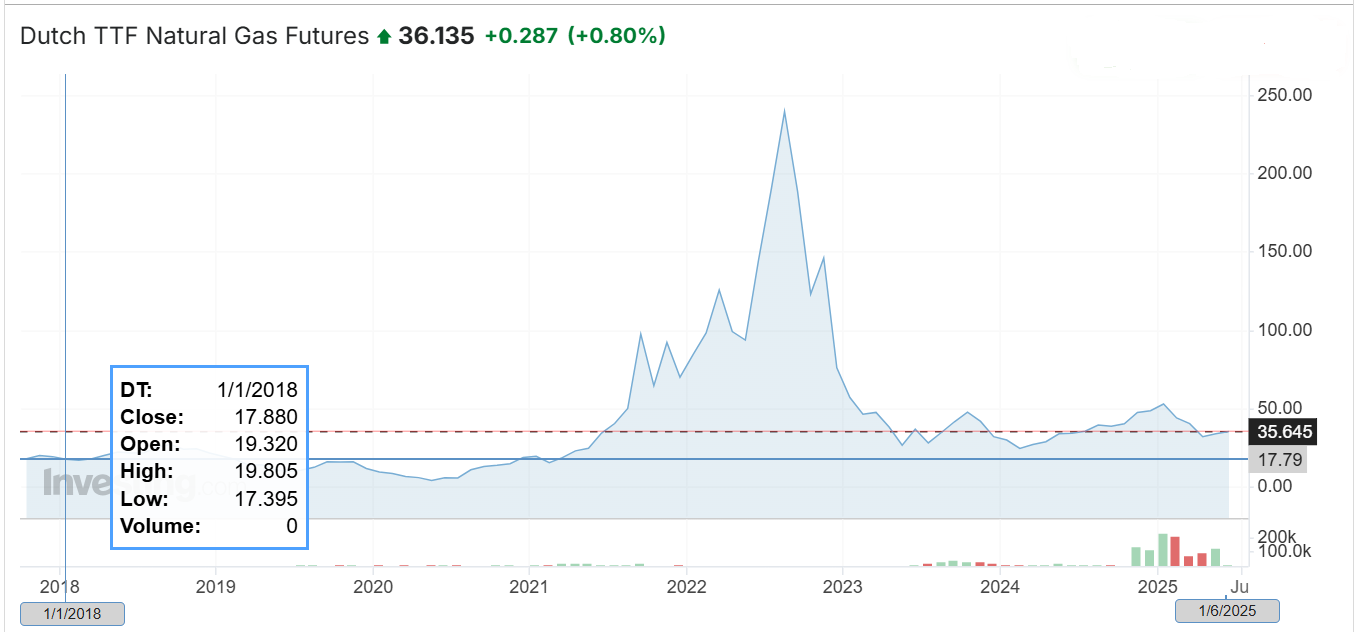 Dutch TTF Natural Gas Futures 36.135 +0.287 (+0.80%)
250.00
200.00
150.00
100.00
50.00
35.645
17.79
0.00
200k
100.0k
DT: 1/1/2018
Close: 17.880
Open: 19.320
High: 19.805
Low: 17.395
Volume: 0
2018 2019 2020 2021 2022 2023 2024 2025 Ju
1/1/2018 1/6/2025